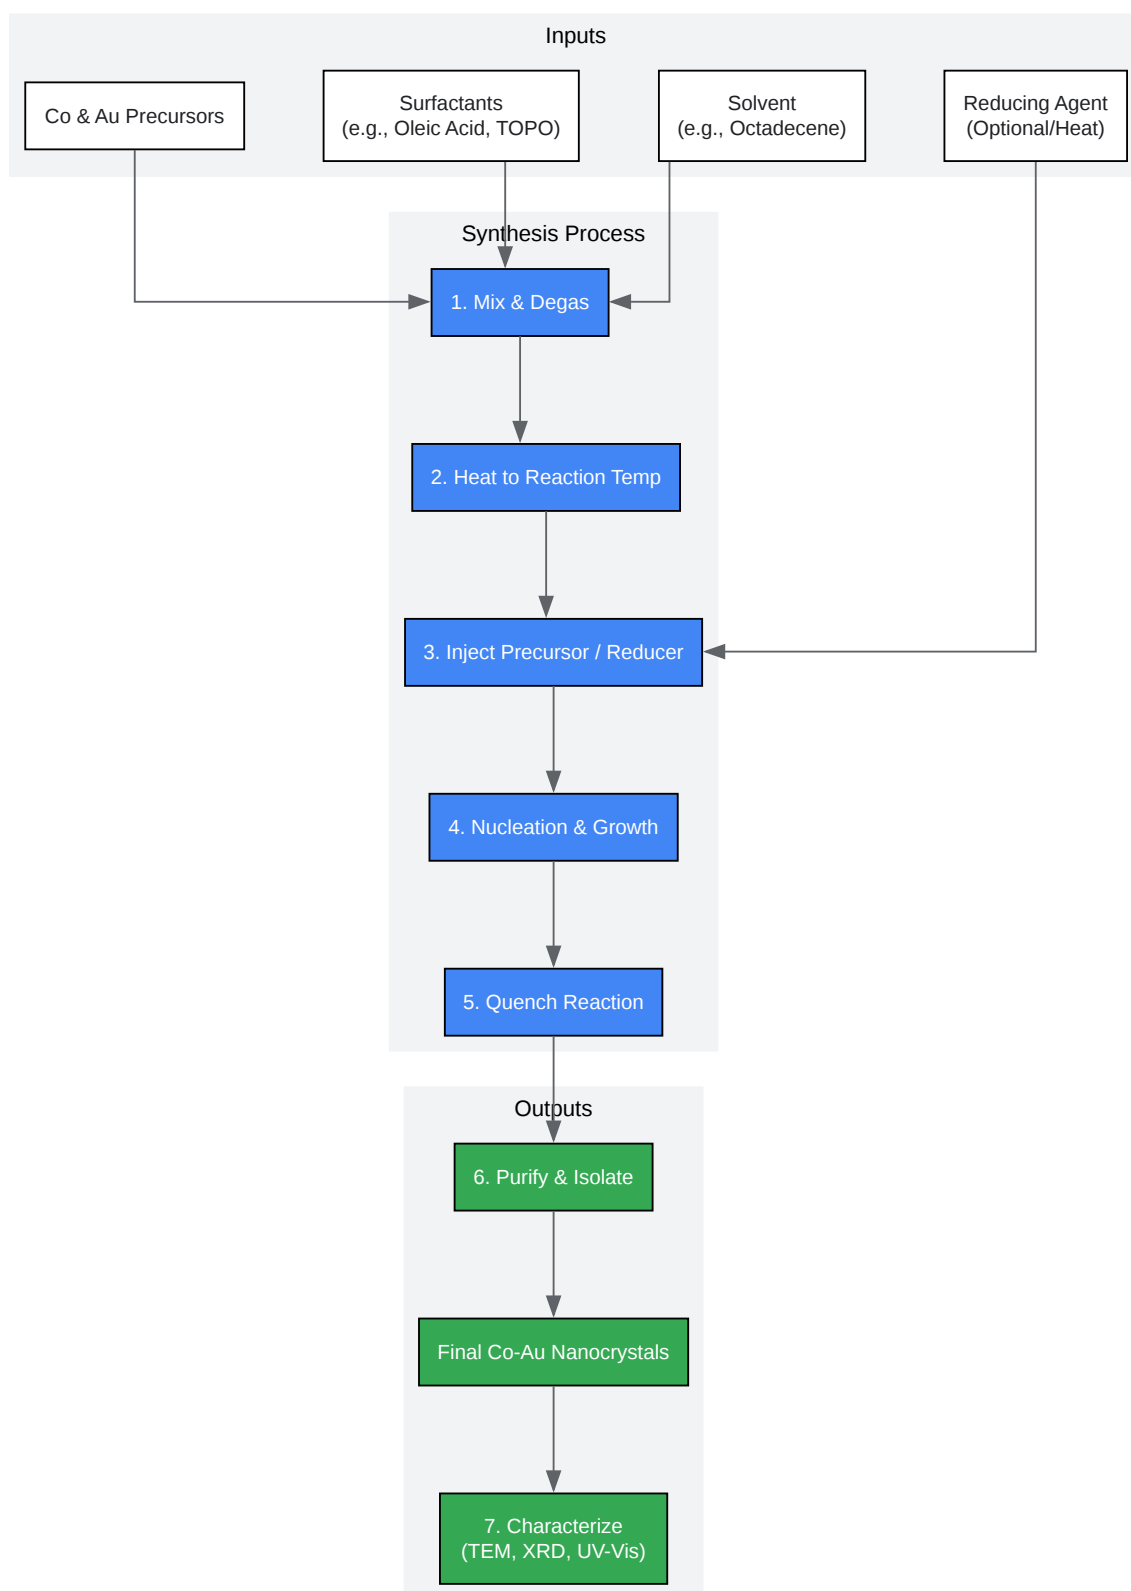 Inputs
Co & Au Precursors
Surfactants
(e.g., Oleic Acid, TOPO)
Solvent
(e.g., Octadecene)
Reducing Agent
(Optional/Heat)
Synthesis Process
1. Mix & Degas
2. Heat to Reaction Temp
3. Inject Precursor / Reducer
4. Nucleation & Growth
5. Quench Reaction
Outputs
6. Purify & Isolate
Final Co-Au Nanocrystals
7. Characterize
(TEM, XRD, UV-Vis)